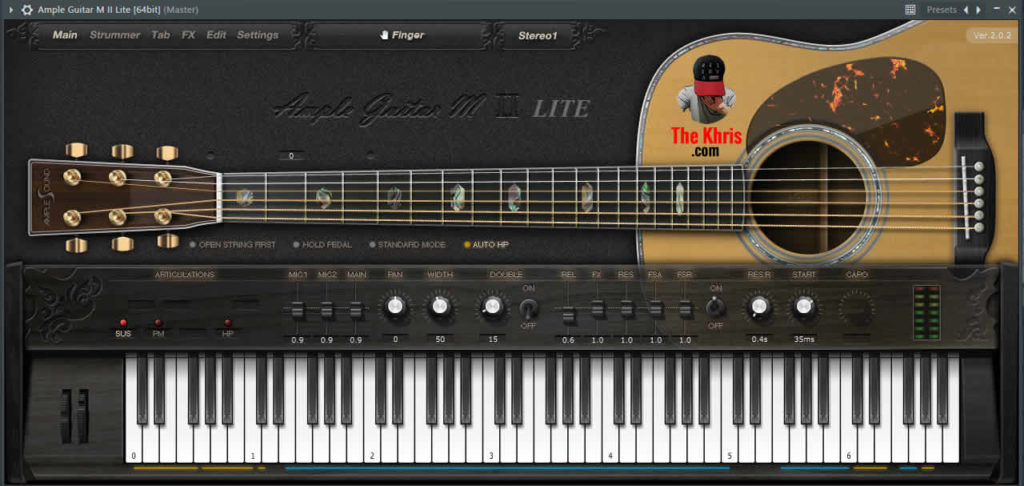 Ample Guitar M II Lite [64bit] (Master)
Presets
Main Strummer Tab FX Edit Settings
Finger
Stereo1
Ver.2.0.2
Ample Guitar M II LITE
The Khris
.com
0
AMPLE SOUND
OPEN STRING FIRST HOLD PEDAL STANDARD MODE AUTO HP
ARTICULATIONS MIC1 MIC2 MAIN PAN WIDTH DOUBLE REL FX RES FSA FSR RES.R START CAPO
ON ON
OFF OFF
SUS PM HP
0.9 0.9 0.9 0 50 15 0.6 1.0 1.0 1.0 1.0 0.4s 35ms
0 1 2 3 4 5 6